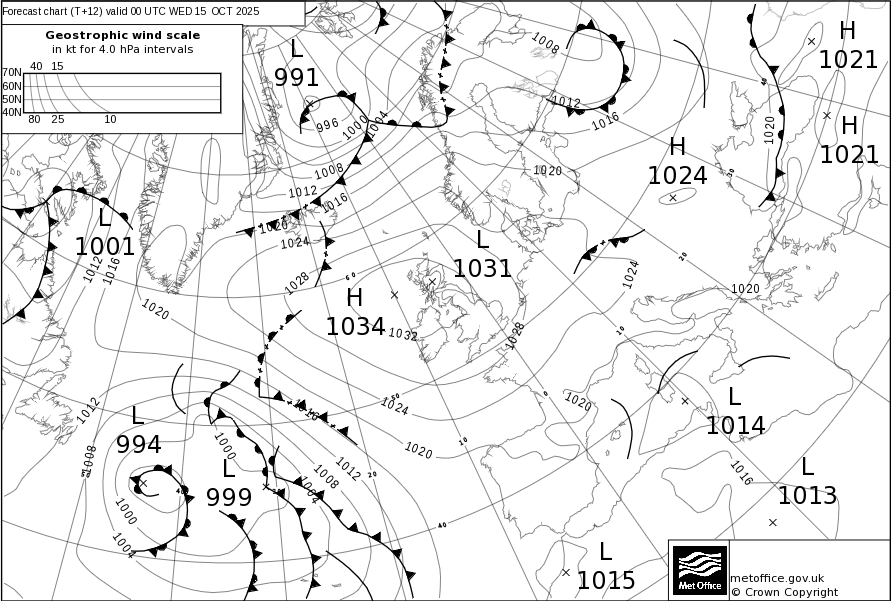 Forecast chart (T+12) valid 00 UTC WED 15 OCT 2025
Geostrophic wind scale
in kt for 4.0 hPa intervals
40 15
70N
60N
50N
40N
80 25 10
L
991
996
1000
1004
1008
1012
1016
1020
1024
1028
1008
1012
1016
1020
H
1024
H
1021
H
1021
1020
40
30
20
10
0
L
1001
1012
1016
1020
L
1031
H
1034
1032
1028
60
1024
1020
1020
50
1016
1024
1020
10
20
40
1012
1008
L
994
1000
1004
40
L
999
1000
1004
1008
1012
L
1014
1016
L
1013
L
1015
Met Office
metoffice.gov.uk
© Crown Copyright